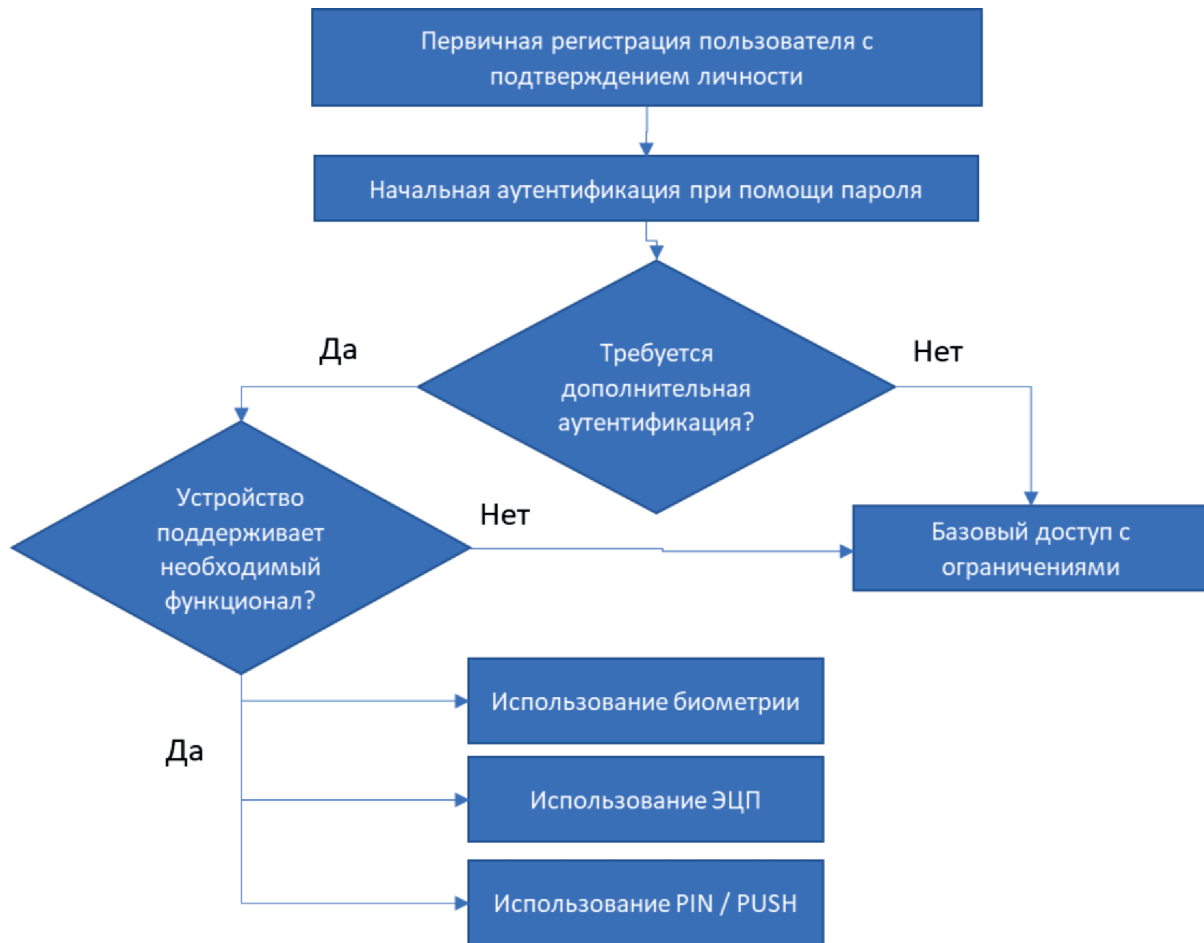 Первичная регистрация пользователя с
подтверждением личности
Начальная аутентификация при помощи пароля
Да
Требуется
дополнительная
аутентификация?
Нет
Устройство
поддерживает
необходимый
функционал?
Нет
Базовый доступ с
ограничениями
Использование биометрии
Да
Использование ЭЦП
Использование PIN / PUSH